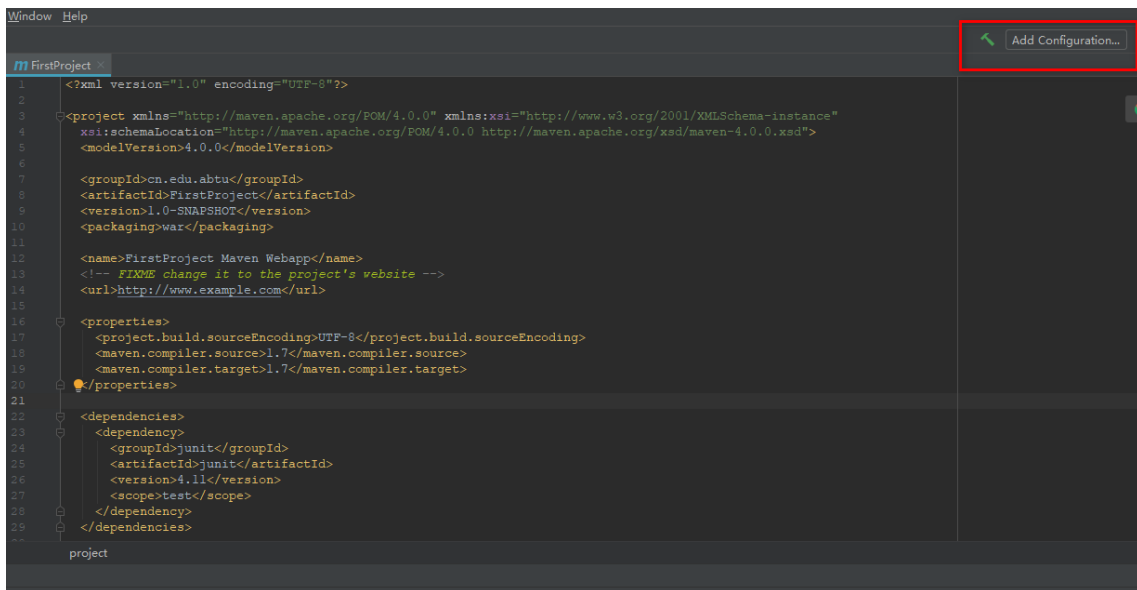 Window Help
Add Configuration...
m FirstProject
1 <?xml version="1.0" encoding="UTF-8"?>
2
3 <project xmlns="http://maven.apache.org/POM/4.0.0" xmlns:xsi="http://www.w3.org/2001/XMLSchema-instance"
4 xsi:schemaLocation="http://maven.apache.org/POM/4.0.0 http://maven.apache.org/xsd/maven-4.0.0.xsd">
5 <modelVersion>4.0.0</modelVersion>
6
7 <groupId>cn.edu.abtu</groupId>
8 <artifactId>FirstProject</artifactId>
9 <version>1.0-SNAPSHOT</version>
10 <packaging>war</packaging>
11
12 <name>FirstProject Maven Webapp</name>
13 <!-- FIXME change it to the project's website -->
14 <url>http://www.example.com</url>
15
16 <properties>
17 <project.build.sourceEncoding>UTF-8</project.build.sourceEncoding>
18 <maven.compiler.source>1.7</maven.compiler.source>
19 <maven.compiler.target>1.7</maven.compiler.target>
20 </properties>
21
22 <dependencies>
23 <dependency>
24 <groupId>junit</groupId>
25 <artifactId>junit</artifactId>
26 <version>4.11</version>
27 <scope>test</scope>
28 </dependency>
29 </dependencies>
project